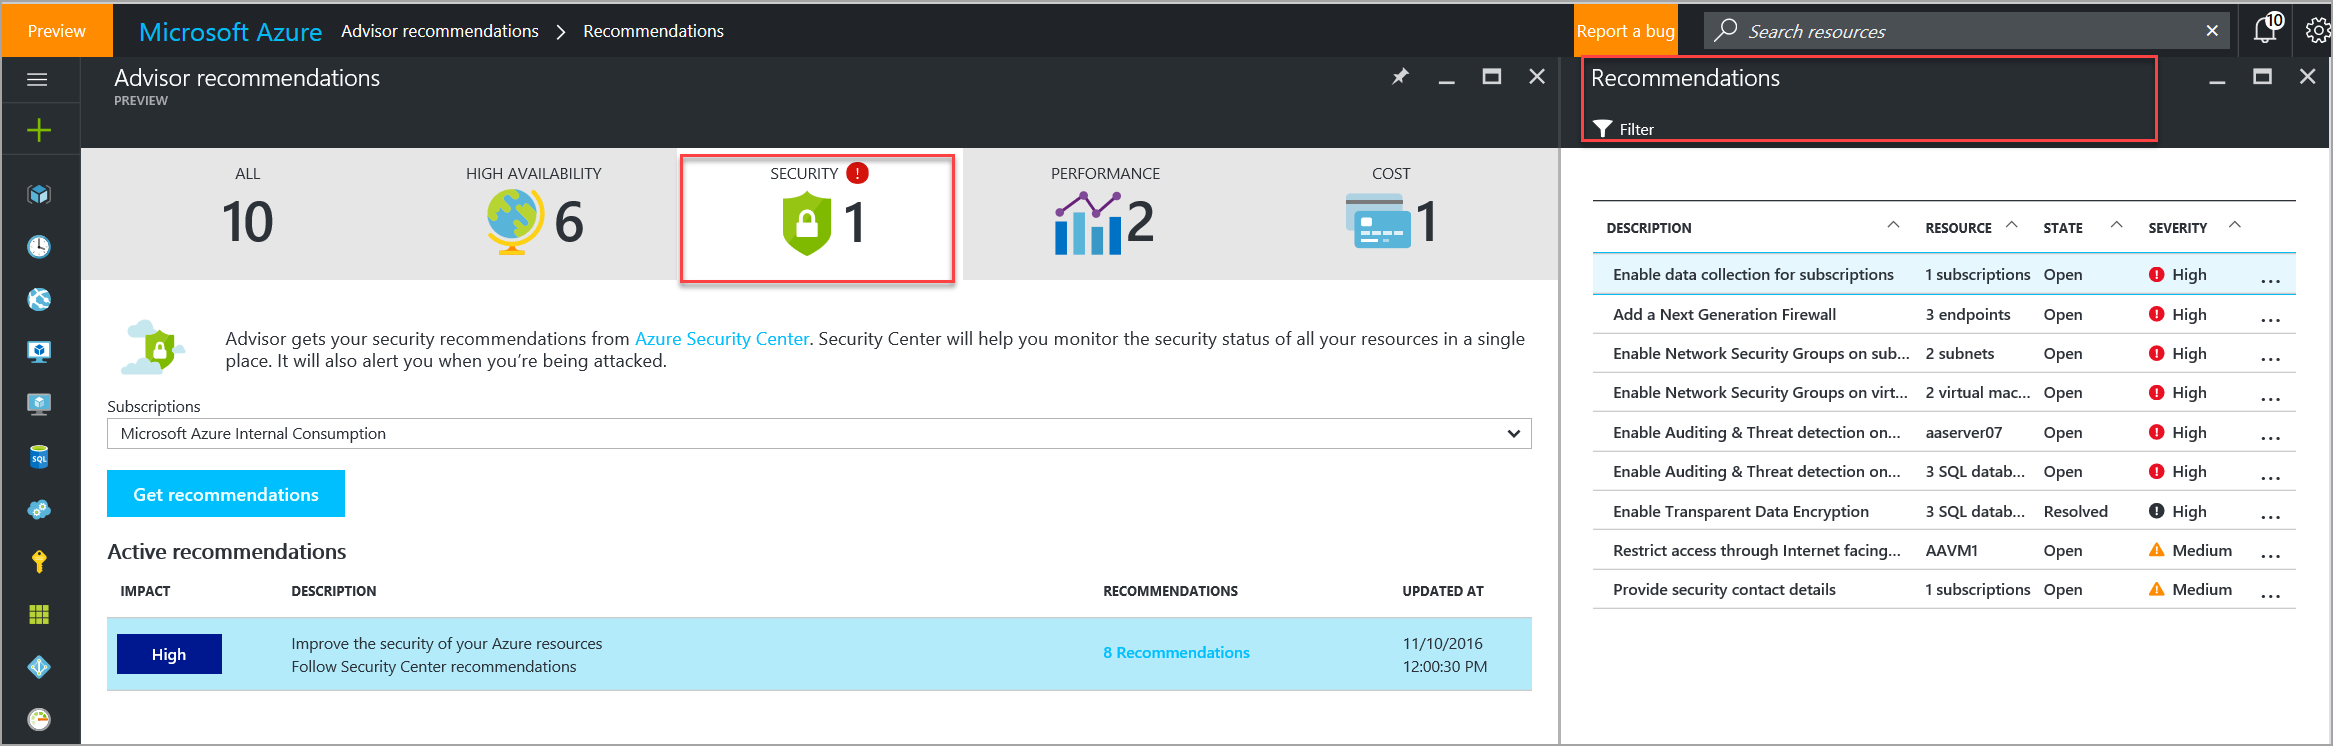 Preview
Microsoft Azure Advisor recommendations > Recommendations
Report a bug
Search resources
10
Advisor recommendations
PREVIEW
ALL
10
HIGH AVAILABILITY
6
SECURITY !
1
PERFORMANCE
2
COST
1
Advisor gets your security recommendations from Azure Security Center. Security Center will help you monitor the security status of all your resources in a single
place. It will also alert you when you're being attacked.
Subscriptions
Microsoft Azure Internal Consumption
Get recommendations
Active recommendations
IMPACT DESCRIPTION RECOMMENDATIONS UPDATED AT
High
Improve the security of your Azure resources
Follow Security Center recommendations
8 Recommendations
11/10/2016
12:00:30 PM
SQL
Recommendations
Filter
DESCRIPTION RESOURCE STATE SEVERITY
Enable data collection for subscriptions 1 subscriptions Open ! High ...
Add a Next Generation Firewall 3 endpoints Open ! High ...
Enable Network Security Groups on sub... 2 subnets Open ! High ...
Enable Network Security Groups on virt... 2 virtual mac... Open ! High ...
Enable Auditing & Threat detection on... aaserver07 Open ! High ...
Enable Auditing & Threat detection on... 3 SQL datab... Open ! High ...
Enable Transparent Data Encryption 3 SQL datab... Resolved ! High ...
Restrict access through Internet facing... AAVM1 Open ! Medium ...
Provide security contact details 1 subscriptions Open ! Medium ...